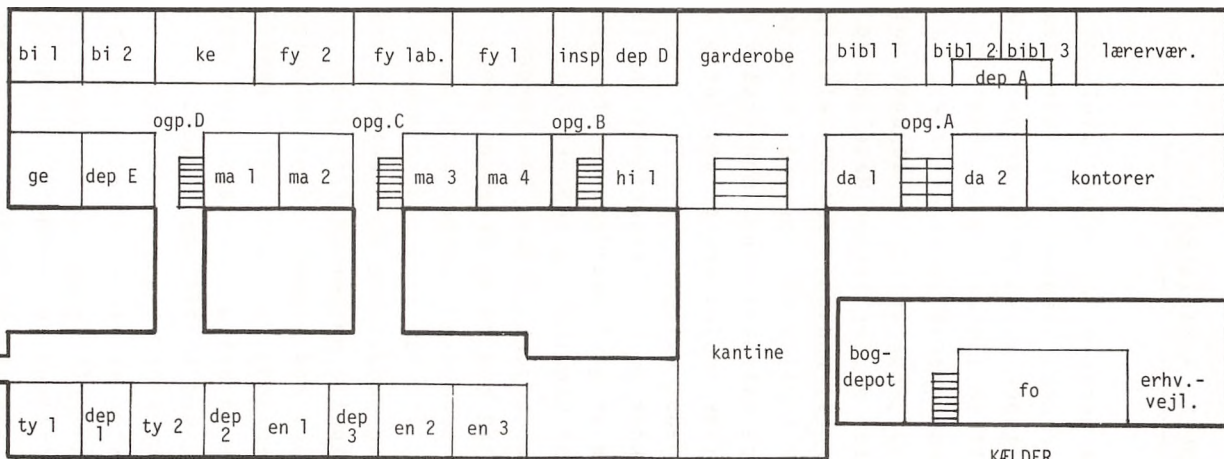 bi 1 bi 2 ke fy 2 fy lab. fy 1 insp dep D garderobe bibl 1 bibl 2 bibl 3 lærervær.
dep A
ogp.D opg.C opg.B opg.A
ge dep E ma 1 ma 2 ma 3 ma 4 hi 1 da 1 da 2 kontorer
kantine
bog-
depot
fo
erhv.-
vejl.
ty 1 dep
1 ty 2 dep
2 en 1 dep
3 en 2 en 3
KÆLDER